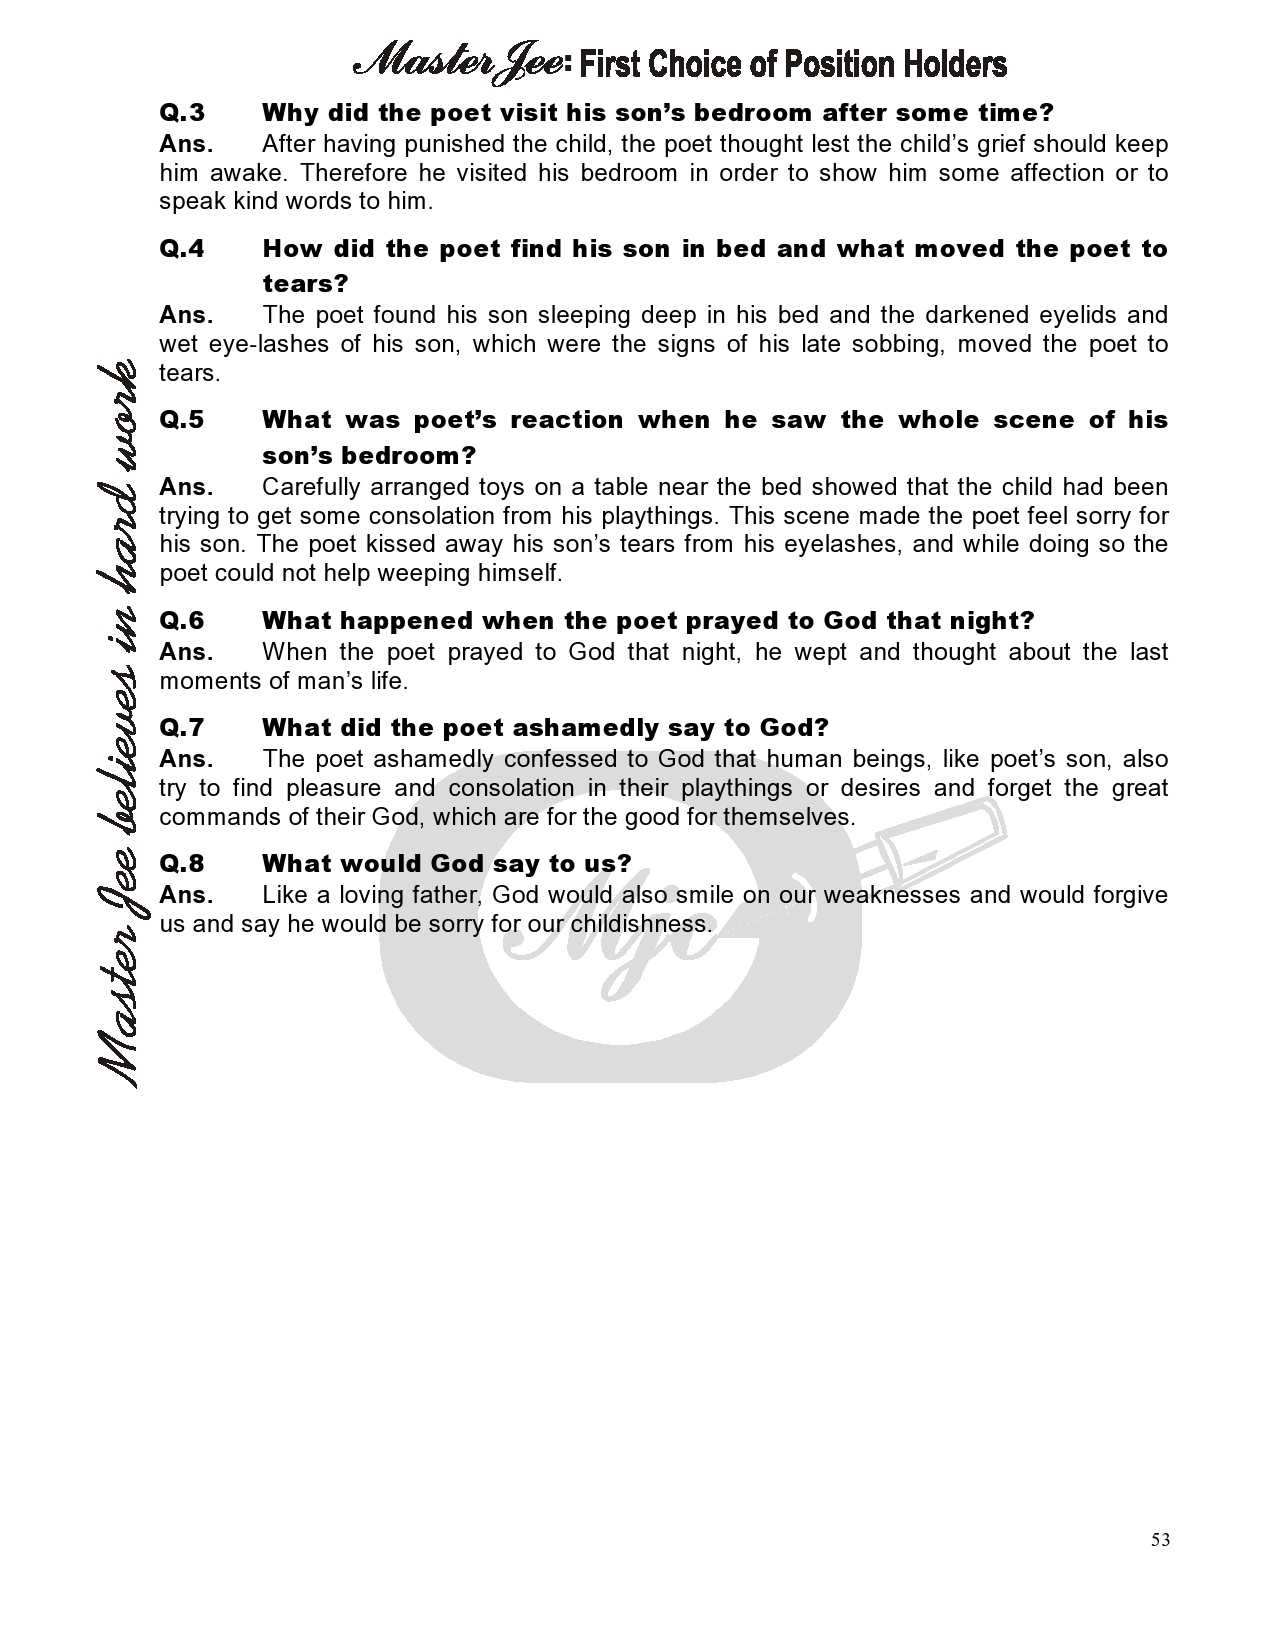 Master Jee: First Choice of Position Holders
Q.3 Why did the poet visit his son’s bedroom after some time?
Ans. After having punished the child, the poet thought lest the child’s grief should keep
him awake. Therefore he visited his bedroom in order to show him some affection or to
speak kind words to him.
Q.4 How did the poet find his son in bed and what moved the poet to
tears?
Ans. The poet found his son sleeping deep in his bed and the darkened eyelids and
wet eye-lashes of his son, which were the signs of his late sobbing, moved the poet to
tears.
Q.5 What was poet’s reaction when he saw the whole scene of his
son’s bedroom?
Ans. Carefully arranged toys on a table near the bed showed that the child had been
trying to get some consolation from his playthings. This scene made the poet feel sorry for
his son. The poet kissed away his son’s tears from his eyelashes, and while doing so the
poet could not help weeping himself.
Q.6 What happened when the poet prayed to God that night?
Ans. When the poet prayed to God that night, he wept and thought about the last
moments of man’s life.
Q.7 What did the poet ashamedly say to God?
Ans. The poet ashamedly confessed to God that human beings, like poet’s son, also
try to find pleasure and consolation in their playthings or desires and forget the great
commands of their God, which are for the good for themselves.
Q.8 What would God say to us?
Ans. Like a loving father, God would also smile on our weaknesses and would forgive
us and say he would be sorry for our childishness.
Mjc
Master Jee believes in hard work
53